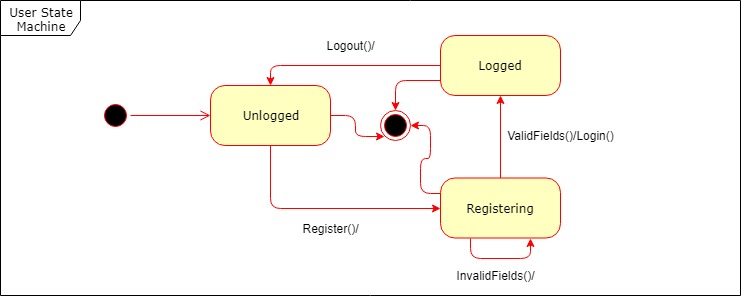 User State
Machine
Logout()/
Logged
Unlogged
ValidFields()/Login()
Registering
Register()/
InvalidFields()/